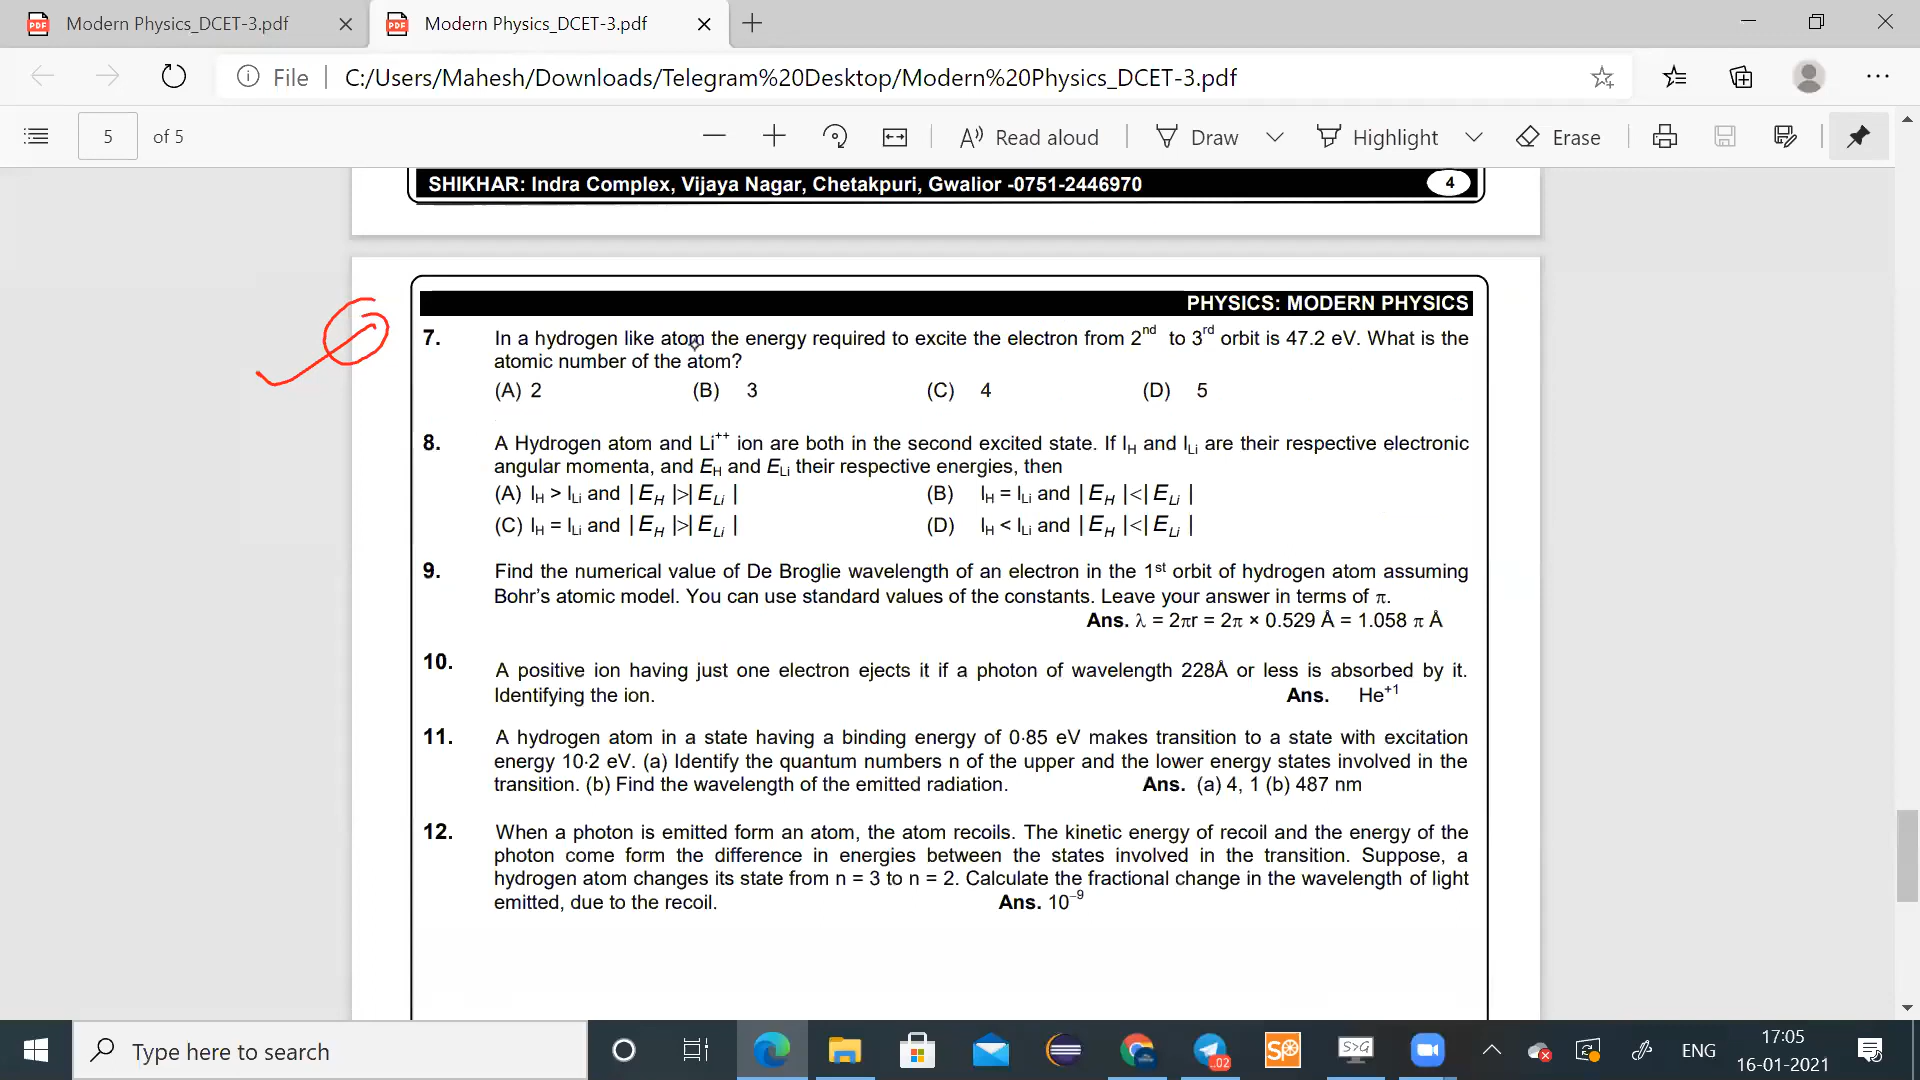 Modern Physics_DCET-3.pdf
Modern Physics_DCET-3.pdf
File | C:/Users/Mahesh/Downloads/Telegram%20Desktop/Modern%20Physics_DCET-3.pdf
5 of 5 Read aloud Draw Highlight Erase
SHIKHAR: Indra Complex, Vijaya Nagar, Chetakpuri, Gwalior -0751-2446970 4
PHYSICS: MODERN PHYSICS
7. In a hydrogen like atom the energy required to excite the electron from 2nd to 3rd orbit is 47.2 eV. What is the
atomic number of the atom?
(A) 2 (B) 3 (C) 4 (D) 5
8. A Hydrogen atom and Li++ ion are both in the second excited state. If lH and lLi are their respective electronic
angular momenta, and EH and ELi their respective energies, then
(A) lH > lLi and |EH|>|ELi| (B) lH = lLi and |EH|<|ELi|
(C) lH = lLi and |EH|>|ELi| (D) lH < lLi and |EH|<|ELi|
9. Find the numerical value of De Broglie wavelength of an electron in the 1st orbit of hydrogen atom assuming
Bohr's atomic model. You can use standard values of the constants. Leave your answer in terms of π.
Ans. λ = 2πr = 2π × 0.529 Å = 1.058 π Å
10. A positive ion having just one electron ejects it if a photon of wavelength 228Å or less is absorbed by it.
Identifying the ion. Ans. He+1
11. A hydrogen atom in a state having a binding energy of 0·85 eV makes transition to a state with excitation
energy 10·2 eV. (a) Identify the quantum numbers n of the upper and the lower energy states involved in the
transition. (b) Find the wavelength of the emitted radiation. Ans. (a) 4, 1 (b) 487 nm
12. When a photon is emitted form an atom, the atom recoils. The kinetic energy of recoil and the energy of the
photon come form the difference in energies between the states involved in the transition. Suppose, a
hydrogen atom changes its state from n = 3 to n = 2. Calculate the fractional change in the wavelength of light
emitted, due to the recoil. Ans. 10–9
Type here to search
SP
S>G
.02
ENG
17:05
16-01-2021